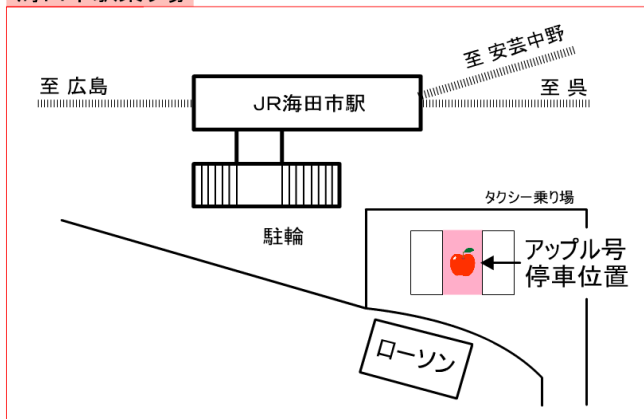 至 安芸中野
至 広島
JR海田市駅
至 呉
タクシー乗り場
駐輪
アップル号
停車位置
ローソン